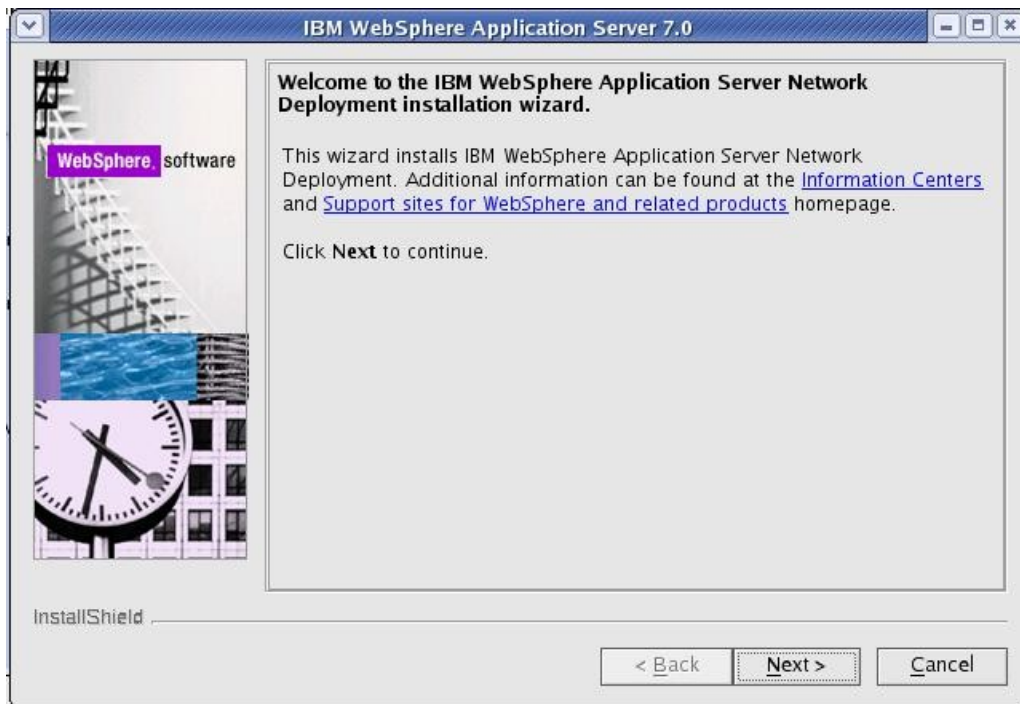 IBM WebSphere Application Server 7.0
WebSphere. software
Welcome to the IBM WebSphere Application Server Network
Deployment installation wizard.
This wizard installs IBM WebSphere Application Server Network
Deployment. Additional information can be found at the Information Centers
and Support sites for WebSphere and related products homepage.
Click Next to continue.
InstallShield
< Back
Next >
Cancel